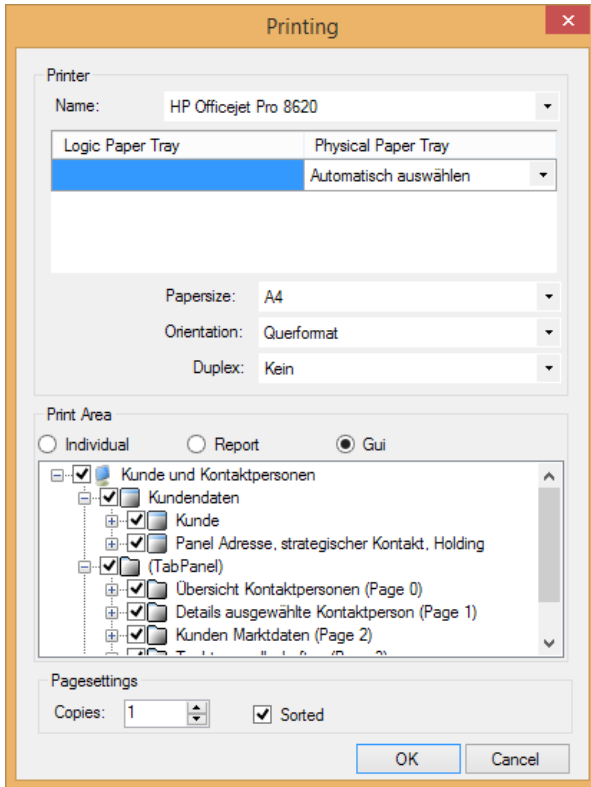 Printing
Printer
Name: HP Officejet Pro 8620
Logic Paper Tray Physical Paper Tray
Automatisch auswählen
Papersize: A4
Orientation: Querformat
Duplex: Kein
Print Area
Individual Report Gui
Kunde und Kontaktpersonen
Kundendaten
Kunde
Panel Adresse, strategischer Kontakt, Holding
(TabPanel)
Übersicht Kontaktpersonen (Page 0)
Details ausgewählte Kontaktperson (Page 1)
Kunden Marktdaten (Page 2)
Pagesettings
Copies: 1 Sorted
OK Cancel